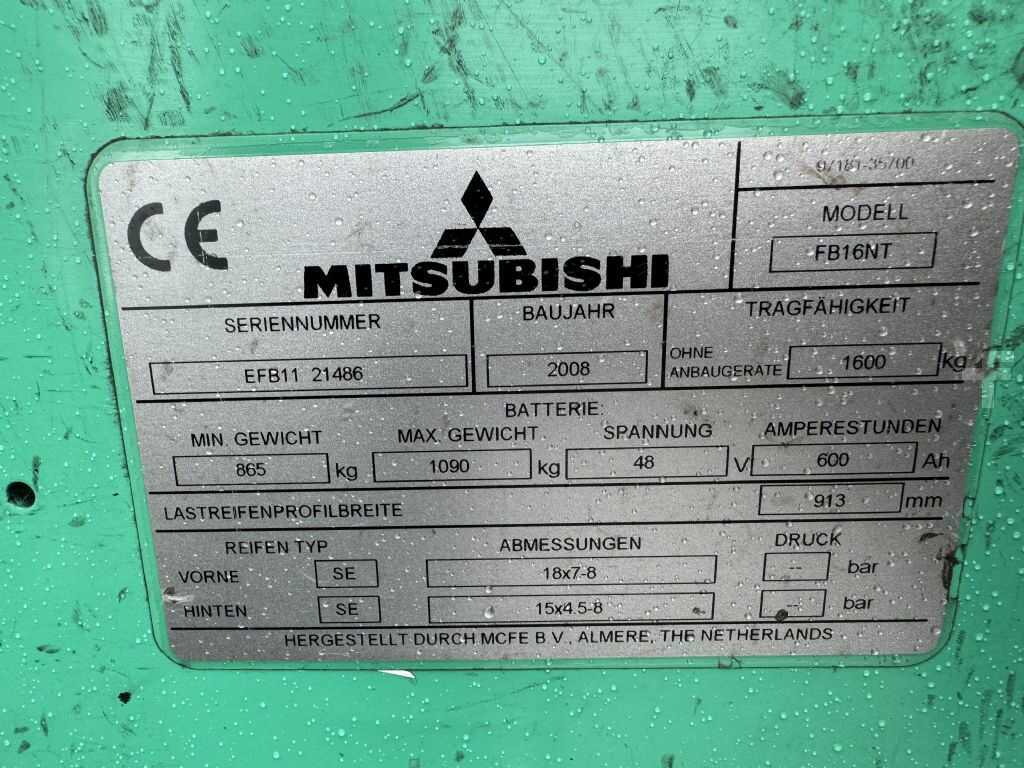 CE
97181-35700
MODELL
FB16NT
MITSUBISHI
SERIENNUMMER BAUJAHR TRAGFÄHIGKEIT
EFB11 21486 2008 OHNE ANBAUGERÄTE 1600 kg
BATTERIE:
MIN. GEWICHT MAX. GEWICHT SPANNUNG AMPERESTUNDEN
865 kg 1090 kg 48 V 600 Ah
LASTREIFENPROFILBREITE 913 mm
REIFEN TYP ABMESSUNGEN DRUCK
VORNE SE 18x7-8 -- bar
HINTEN SE 15x4.5-8 -- bar
HERGESTELLT DURCH MCFE B.V., ALMERE, THE NETHERLANDS